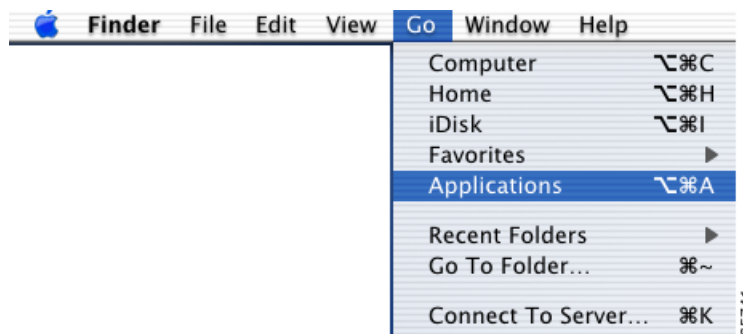 Finder File Edit View Go Window Help
Computer ⌥⌘C
Home ⌥⌘H
iDisk ⌥⌘I
Favorites ▶
Applications ⌥⌘A
Recent Folders ▶
Go To Folder... ⌘~
Connect To Server... ⌘K